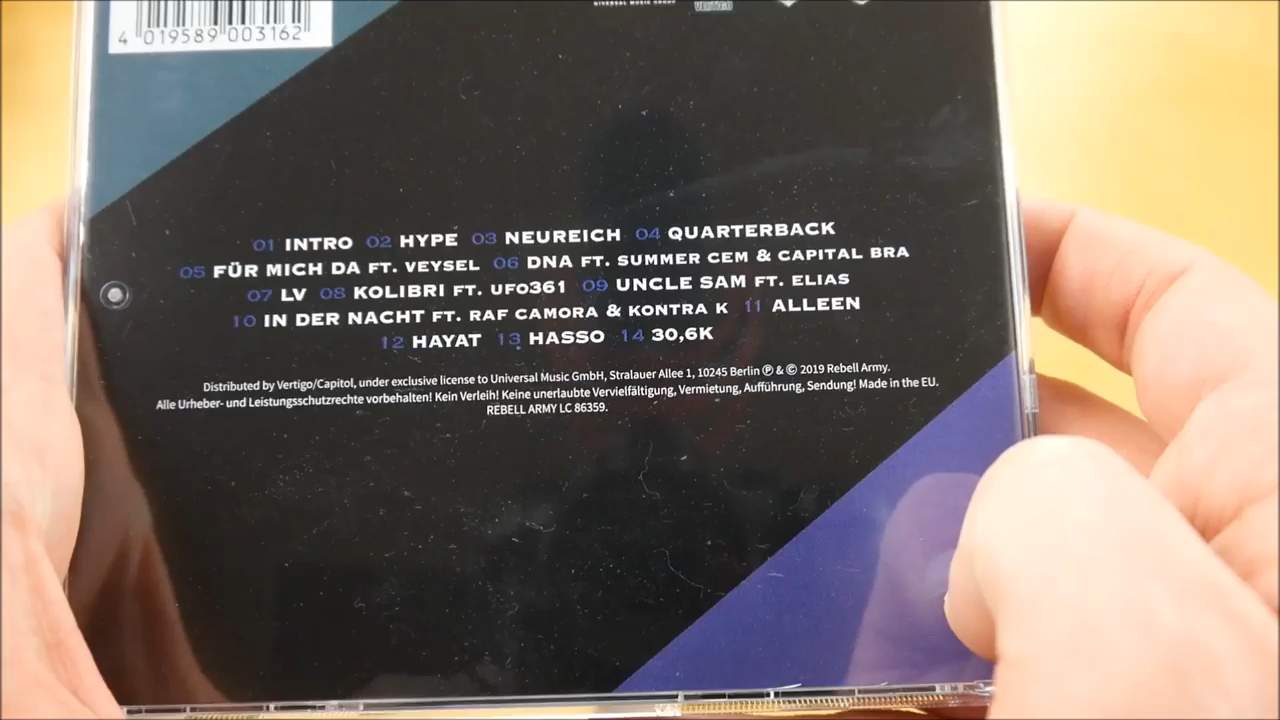 UNIVERSAL MUSIC GROUP VERTIGO
4 019589 003162
01 INTRO 02 HYPE 03 NEUREICH 04 QUARTERBACK
05 FÜR MICH DA FT. VEYSEL 06 DNA FT. SUMMER CEM & CAPITAL BRA
07 LV 08 KOLIBRI FT. UFO361 09 UNCLE SAM FT. ELIAS
10 IN DER NACHT FT. RAF CAMORA & KONTRA K 11 ALLEEN
12 HAYAT 13 HASSO 14 30,6K
Distributed by Vertigo/Capitol, under exclusive license to Universal Music GmbH, Stralauer Allee 1, 10245 Berlin ℗ & © 2019 Rebell Army.
Alle Urheber- und Leistungsschutzrechte vorbehalten! Kein Verleih! Keine unerlaubte Vervielfältigung, Vermietung, Aufführung, Sendung! Made in the EU.
REBELL ARMY LC 86359.